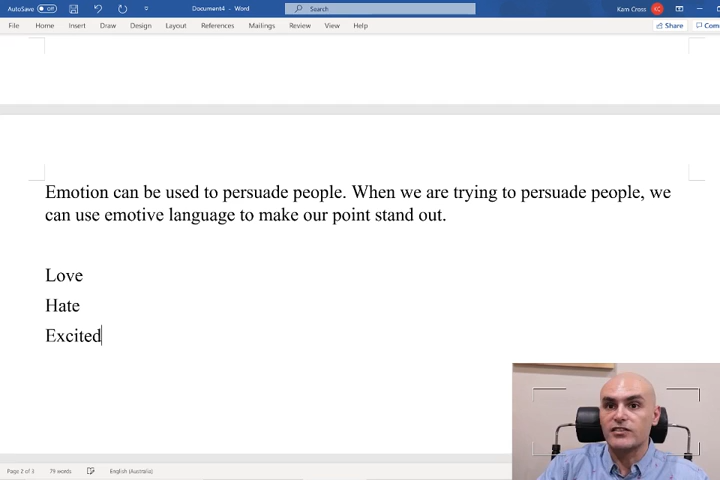 AutoSave Off Document4 - Word Search Kam Cross KC
File Home Insert Draw Design Layout References Mailings Review View Help Share Com
Emotion can be used to persuade people. When we are trying to persuade people, we
can use emotive language to make our point stand out.
Love
Hate
Excited
Page 2 of 3 79 words English (Australia)